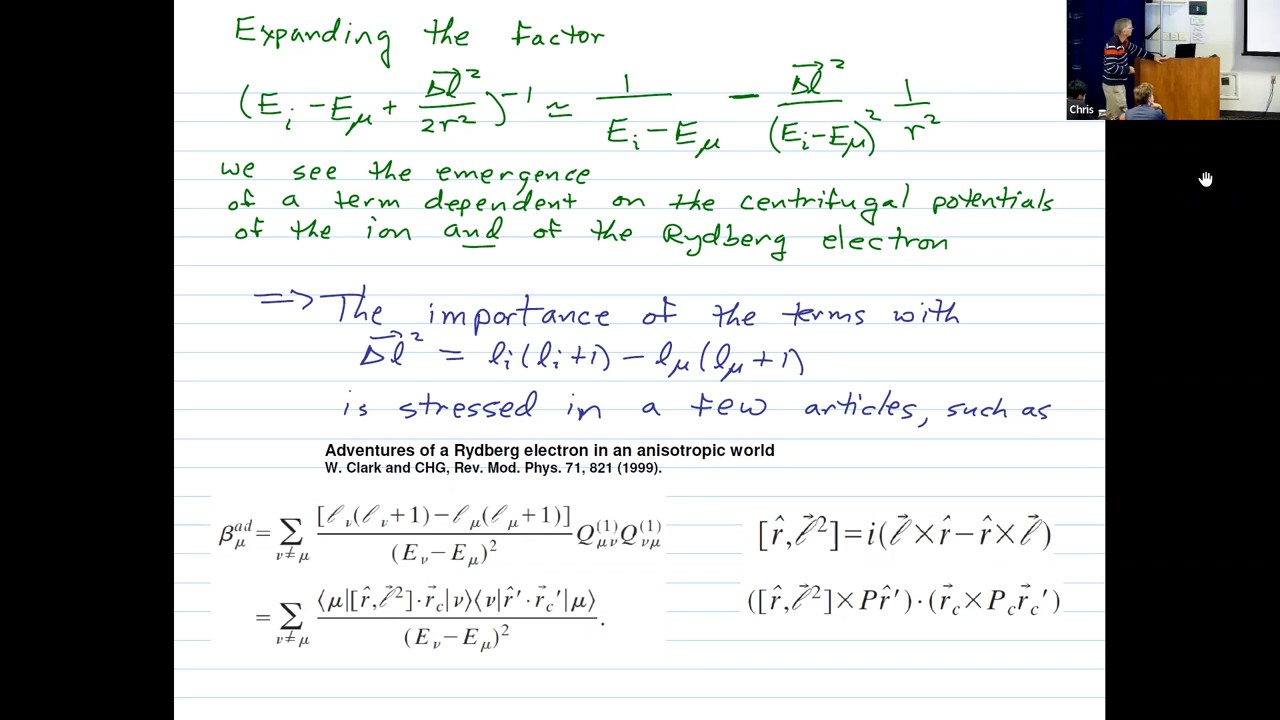 Expanding the factor
(E_i − E_μ + Δl⃗²/2r²)⁻¹ ≃ 1/(E_i − E_μ) − Δl⃗²/(E_i − E_μ)² 1/r²
we see the emergence
of a term dependent on the centrifugal potentials
of the ion and of the Rydberg electron
⟹ The importance of the terms with
Δl⃗² = l_i(l_i+1) − l_μ(l_μ+1)
is stressed in a few articles, such as
Adventures of a Rydberg electron in an anisotropic world
W. Clark and CHG, Rev. Mod. Phys. 71, 821 (1999).
β_μ^{ad} = ∑_{ν≠μ} [ℓ_ν(ℓ_ν+1)−ℓ_μ(ℓ_μ+1)]/(E_ν−E_μ)² Q_{μν}^{(1)}Q_{νμ}^{(1)}
= ∑_{ν≠μ} ⟨μ|[r̂,ℓ⃗²]·r⃗_c|ν⟩⟨ν|r̂′·r⃗_c′|μ⟩/(E_ν−E_μ)².
[r̂,ℓ⃗²]=i(ℓ⃗×r̂−r̂×ℓ⃗)
([r̂,ℓ⃗²]×Pr̂′)·(r⃗_c×P_cr⃗_c′)
Chris